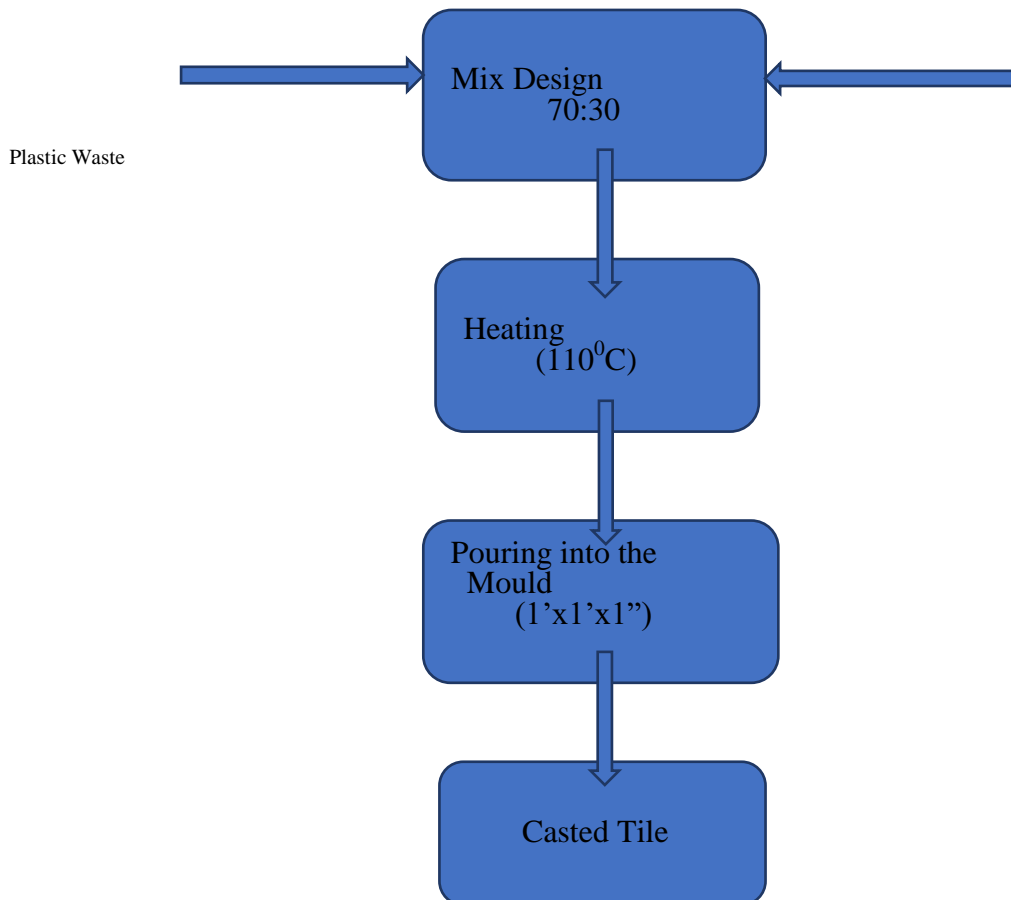 Mix Design
70:30
Plastic Waste
Heating
(110⁰C)
Pouring into the
Mould
(1’x1’x1”)
Casted Tile